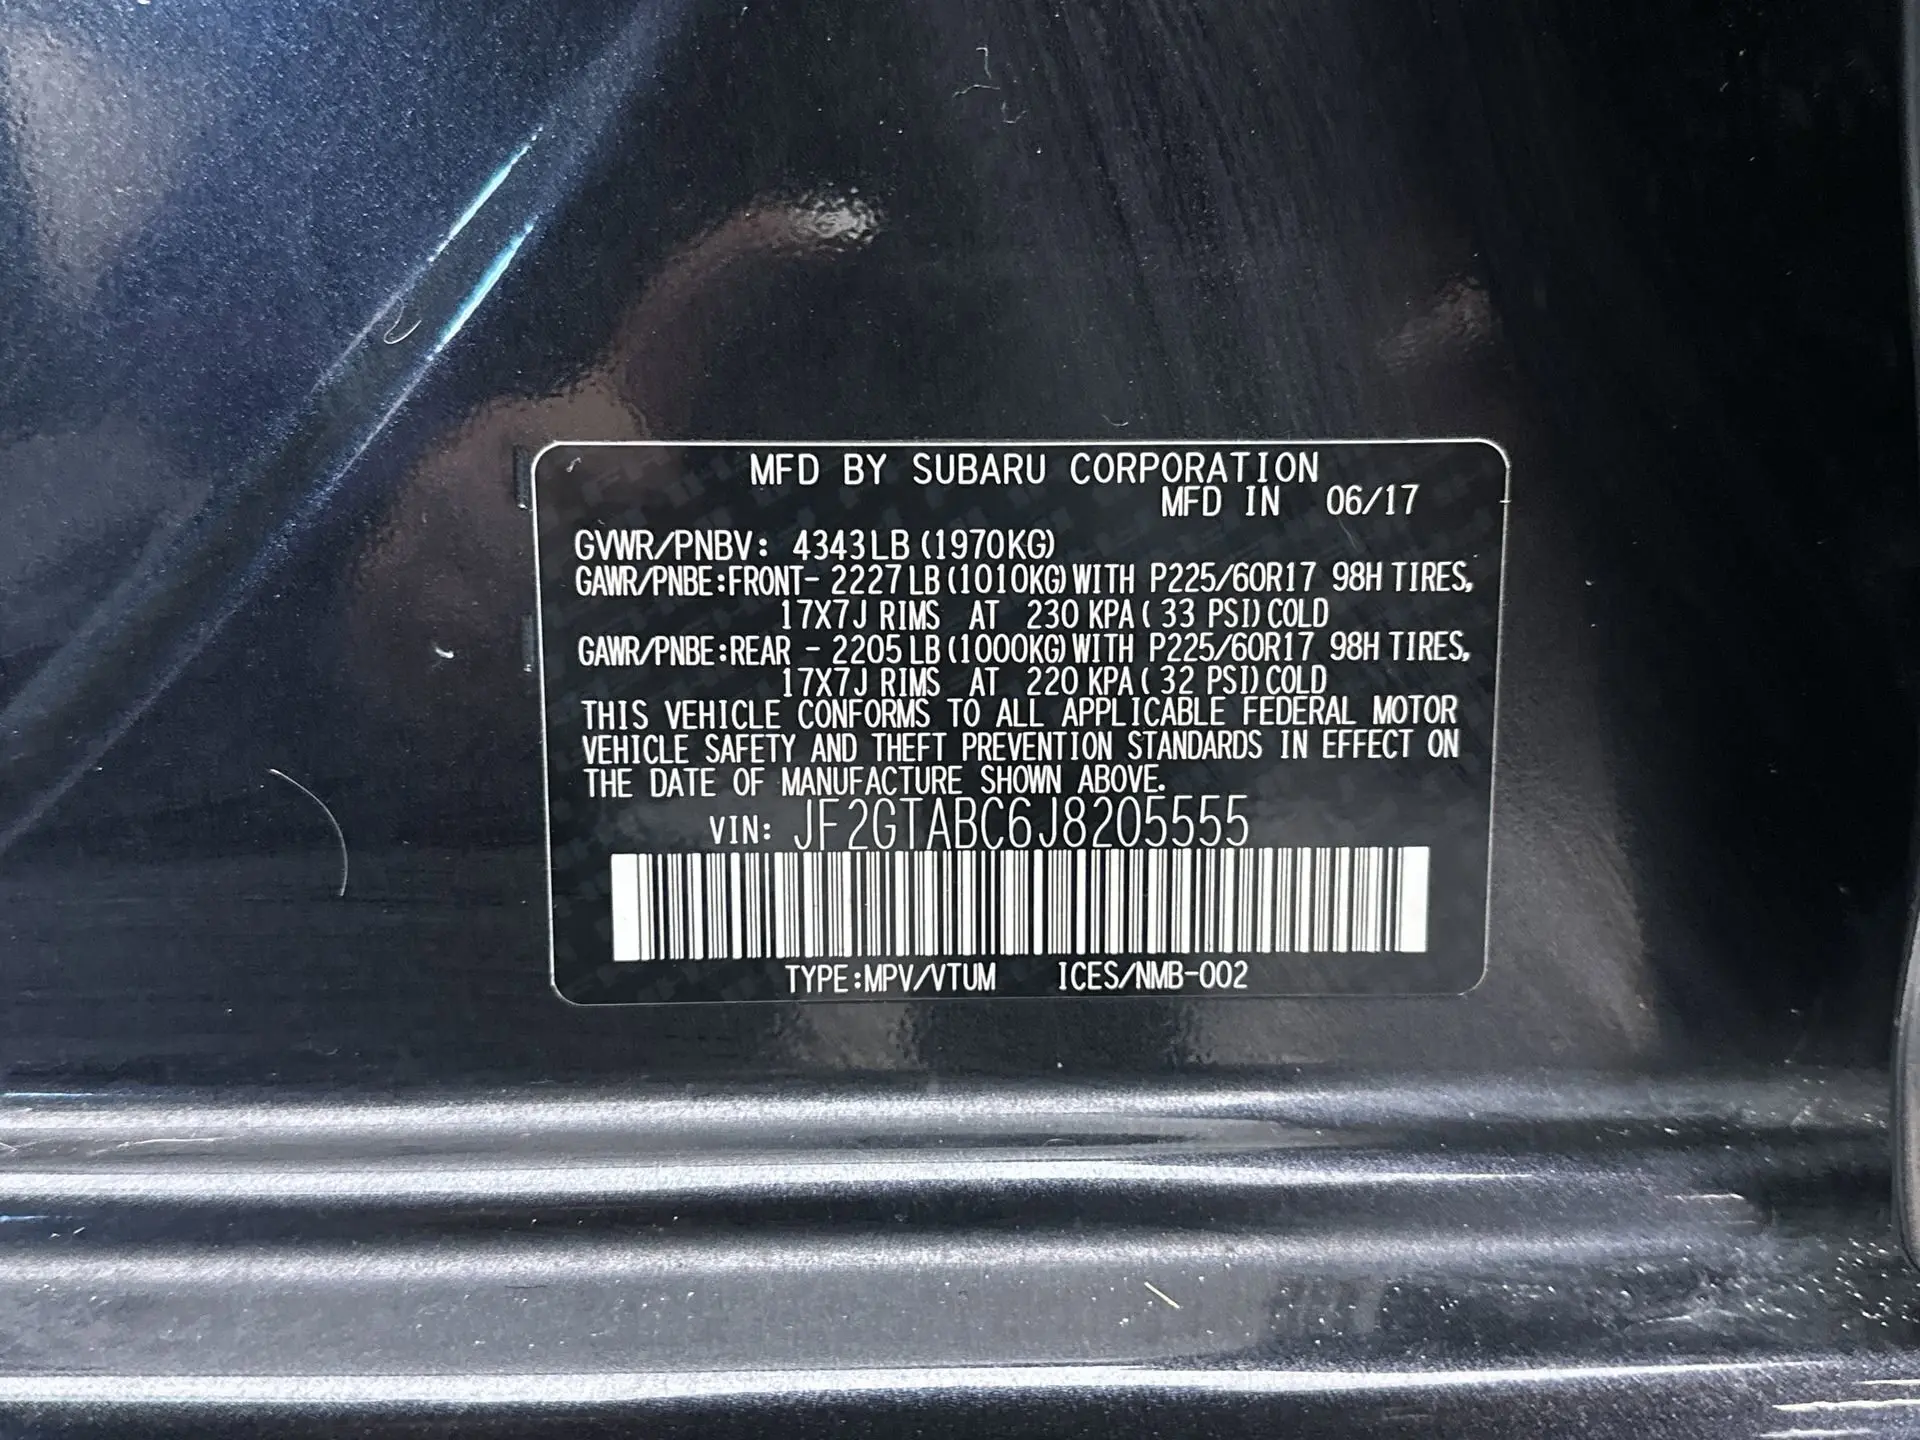 MFD BY SUBARU CORPORATION
MFD IN 06/17
GVWR/PNBV: 4343LB (1970KG)
GAWR/PNBE:FRONT- 2227 LB (1010KG) WITH P225/60R17 98H TIRES,
17X7J RIMS AT 230 KPA ( 33 PSI) COLD
GAWR/PNBE:REAR - 2205 LB (1000KG) WITH P225/60R17 98H TIRES,
17X7J RIMS AT 220 KPA ( 32 PSI) COLD
THIS VEHICLE CONFORMS TO ALL APPLICABLE FEDERAL MOTOR
VEHICLE SAFETY AND THEFT PREVENTION STANDARDS IN EFFECT ON
THE DATE OF MANUFACTURE SHOWN ABOVE.
VIN: JF2GTABC6J8205555
TYPE:MPV/VTUM ICES/NMB-002